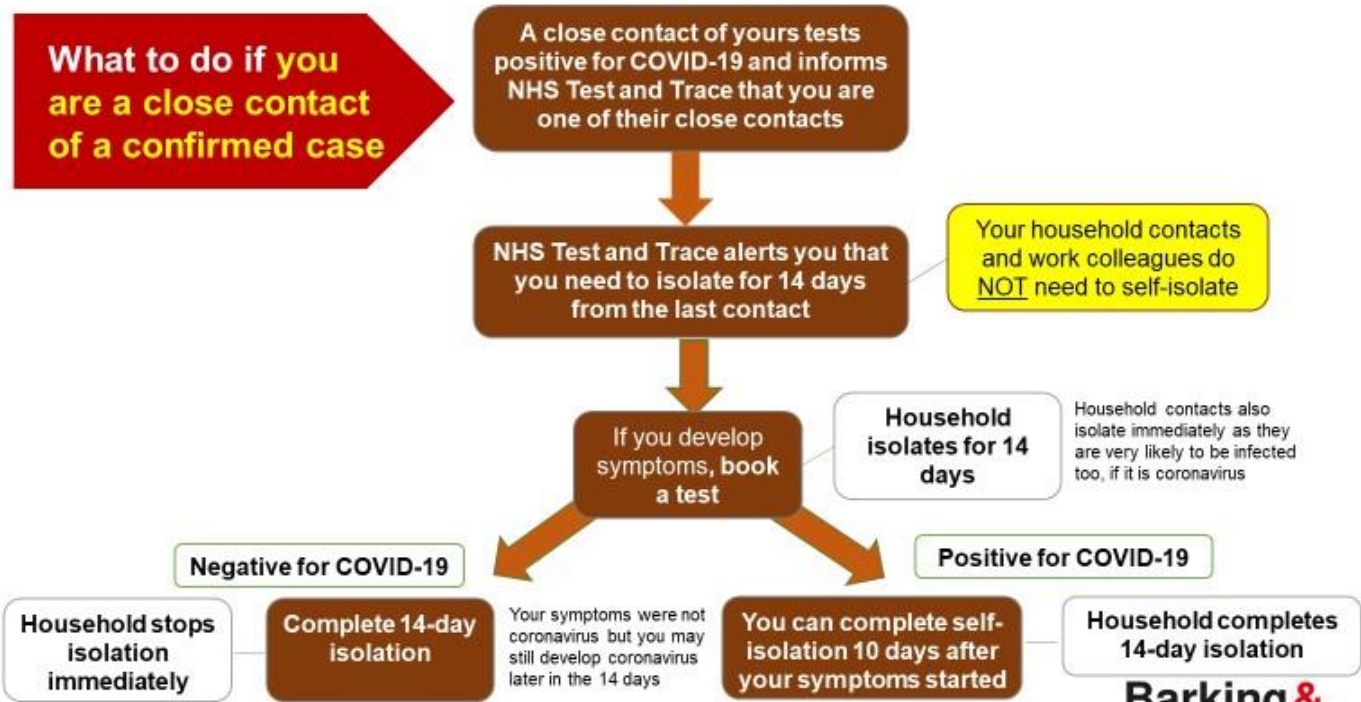 What to do if you
are a close contact
of a confirmed case
A close contact of yours tests
positive for COVID-19 and informs
NHS Test and Trace that you are
one of their close contacts
NHS Test and Trace alerts you that
you need to isolate for 14 days
from the last contact
Your household contacts
and work colleagues do
NOT need to self-isolate
If you develop
symptoms, book
a test
Household
isolates for 14
days
Household contacts also
isolate immediately as they
are very likely to be infected
too, if it is coronavirus
Negative for COVID-19
Positive for COVID-19
Household stops
isolation
immediately
Complete 14-day
isolation
Your symptoms were not
coronavirus but you may
still develop coronavirus
later in the 14 days
You can complete self-
isolation 10 days after
your symptoms started
Household completes
14-day isolation
Barking &